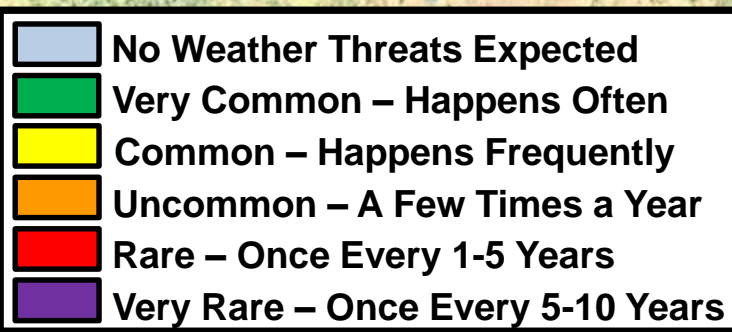 No Weather Threats Expected
Very Common – Happens Often
Common – Happens Frequently
Uncommon – A Few Times a Year
Rare – Once Every 1-5 Years
Very Rare – Once Every 5-10 Years